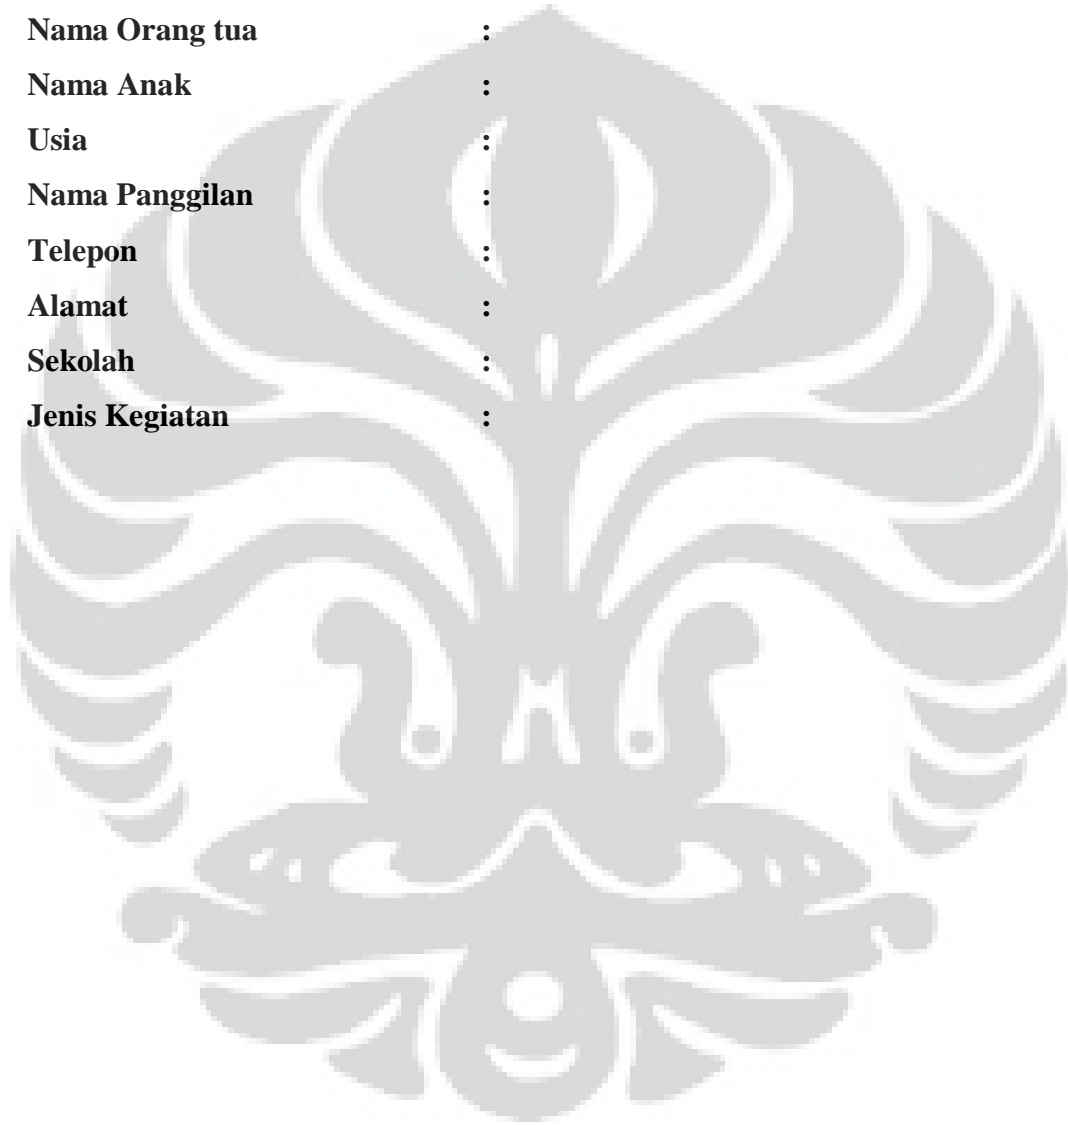 Nama Orang tua :
Nama Anak :
Usia :
Nama Panggilan :
Telepon :
Alamat :
Sekolah :
Jenis Kegiatan :